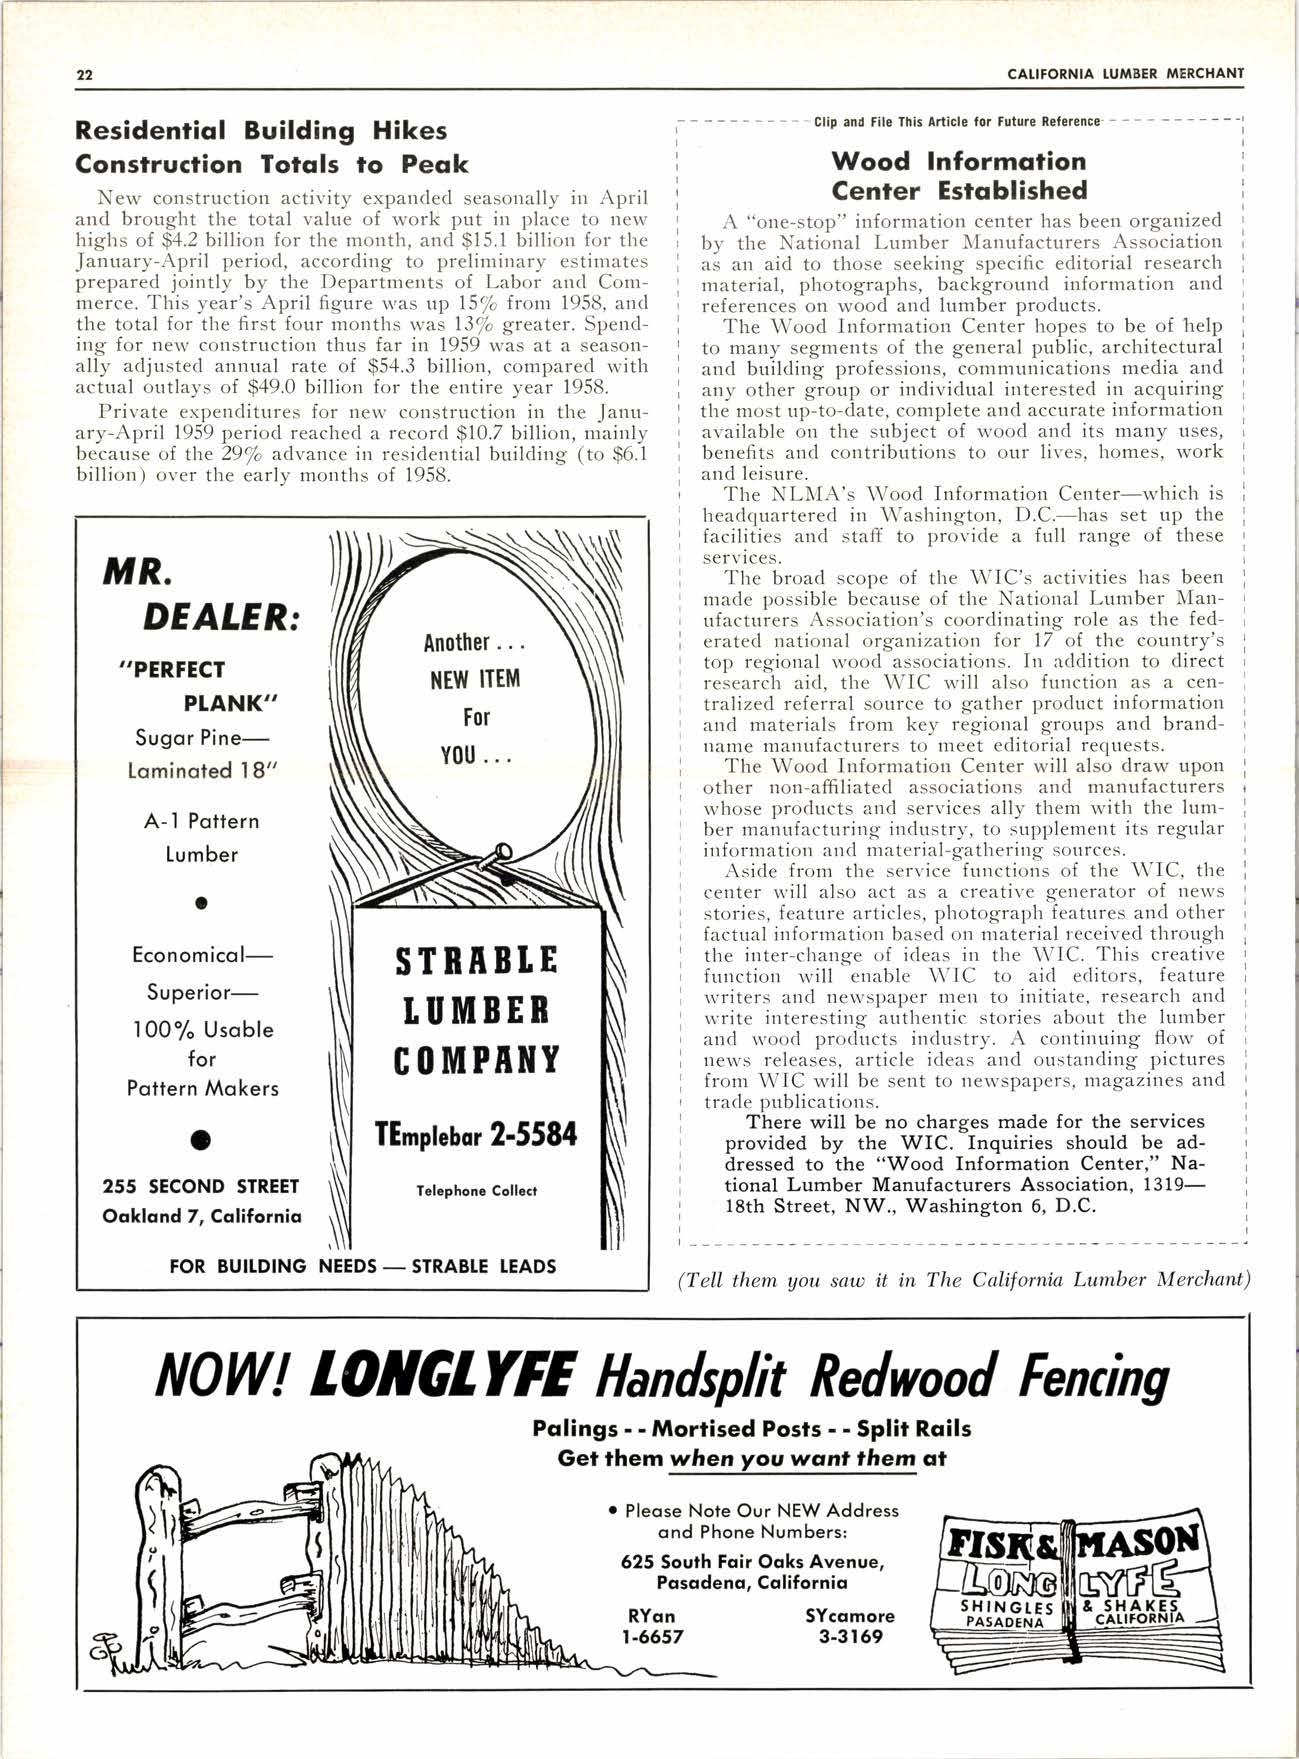 22
CALIFORNIA LUMBER MERCHANT
Residential Building Hikes
Construction Totals to Peak
New construction activity expanded seasonally in April
and brought the total value of work put in place to new
highs of $4.2 billion for the month, and $15.1 billion for the
January-April period, according to preliminary estimates
prepared jointly by the Departments of Labor and Com-
merce. This year's April figure was up 15% from 1958, and
the total for the first four months was 13% greater. Spend-
ing for new construction thus far in 1959 was at a season-
ally adjusted annual rate of $54.3 billion, compared with
actual outlays of $49.0 billion for the entire year 1958.
Private expenditures for new construction in the Janu-
ary-April 1959 period reached a record $10.7 billion, mainly
because of the 29% advance in residential building (to $6.1
billion) over the early months of 1958.
MR.
DEALER:
"PERFECT
PLANK"
Sugar Pine—
Laminated 18"
A-1 Pattern
Lumber
•
Economical—
Superior—
100% Usable
for
Pattern Makers
•
255 SECOND STREET
Oakland 7, California
Another . . .
NEW ITEM
For
YOU . . .
STRABLE
LUMBER
COMPANY
TEmplebar 2-5584
Telephone Collect
FOR BUILDING NEEDS — STRABLE LEADS
Clip and File This Article for Future Reference
Wood Information
Center Established
A "one-stop" information center has been organized
by the National Lumber Manufacturers Association
as an aid to those seeking specific editorial research
material, photographs, background information and
references on wood and lumber products.
The Wood Information Center hopes to be of help
to many segments of the general public, architectural
and building professions, communications media and
any other group or individual interested in acquiring
the most up-to-date, complete and accurate information
available on the subject of wood and its many uses,
benefits and contributions to our lives, homes, work
and leisure.
The NLMA's Wood Information Center—which is
headquartered in Washington, D.C.—has set up the
facilities and staff to provide a full range of these
services.
The broad scope of the WIC's activities has been
made possible because of the National Lumber Man-
ufacturers Association's coordinating role as the fed-
erated national organization for 17 of the country's
top regional wood associations. In addition to direct
research aid, the WIC will also function as a cen-
tralized referral source to gather product information
and materials from key regional groups and brand-
name manufacturers to meet editorial requests.
The Wood Information Center will also draw upon
other non-affiliated associations and manufacturers
whose products and services ally them with the lum-
ber manufacturing industry, to supplement its regular
information and material-gathering sources.
Aside from the service functions of the WIC, the
center will also act as a creative generator of news
stories, feature articles, photograph features and other
factual information based on material received through
the inter-change of ideas in the WIC. This creative
function will enable WIC to aid editors, feature
writers and newspaper men to initiate, research and
write interesting authentic stories about the lumber
and wood products industry. A continuing flow of
news releases, article ideas and oustanding pictures
from WIC will be sent to newspapers, magazines and
trade publications.
There will be no charges made for the services
provided by the WIC. Inquiries should be ad-
dressed to the "Wood Information Center," Na-
tional Lumber Manufacturers Association, 1319—
18th Street, NW., Washington 6, D.C.
(Tell them you saw it in The California Lumber Merchant)
NOW! LONGLYFE Handsplit Redwood Fencing
Palings - - Mortised Posts - - Split Rails
Get them when you want them at
• Please Note Our NEW Address
and Phone Numbers:
625 South Fair Oaks Avenue,
Pasadena, California
RYan SYcamore
1-6657 3-3169
FISK & MASON
LONG LYFE
SHINGLES & SHAKES
PASADENA CALIFORNIA